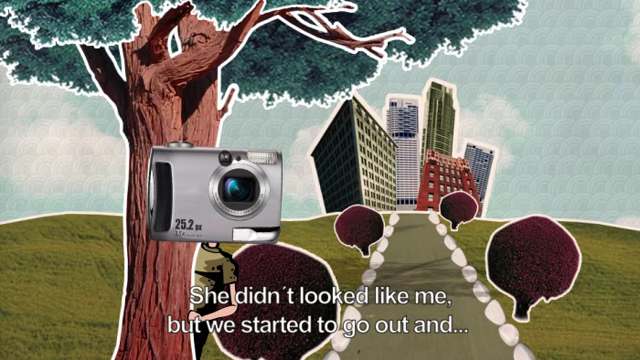 25.2 px
She didn´t looked like me,
but we started to go out and...